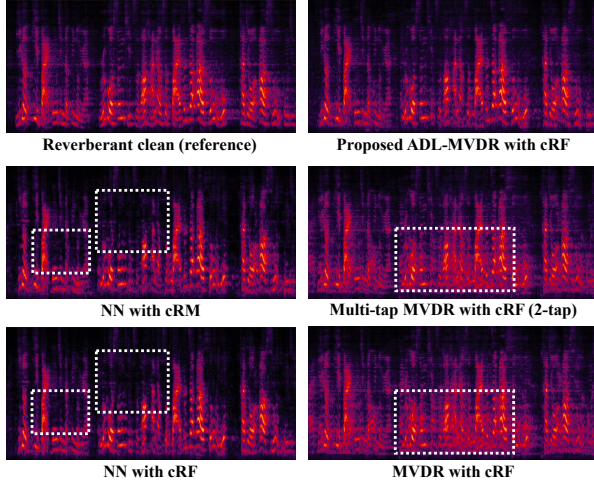 Reverberant clean (reference)
Proposed ADL-MVDR with cRF
NN with cRM
Multi-tap MVDR with cRF (2-tap)
NN with cRF
MVDR with cRF